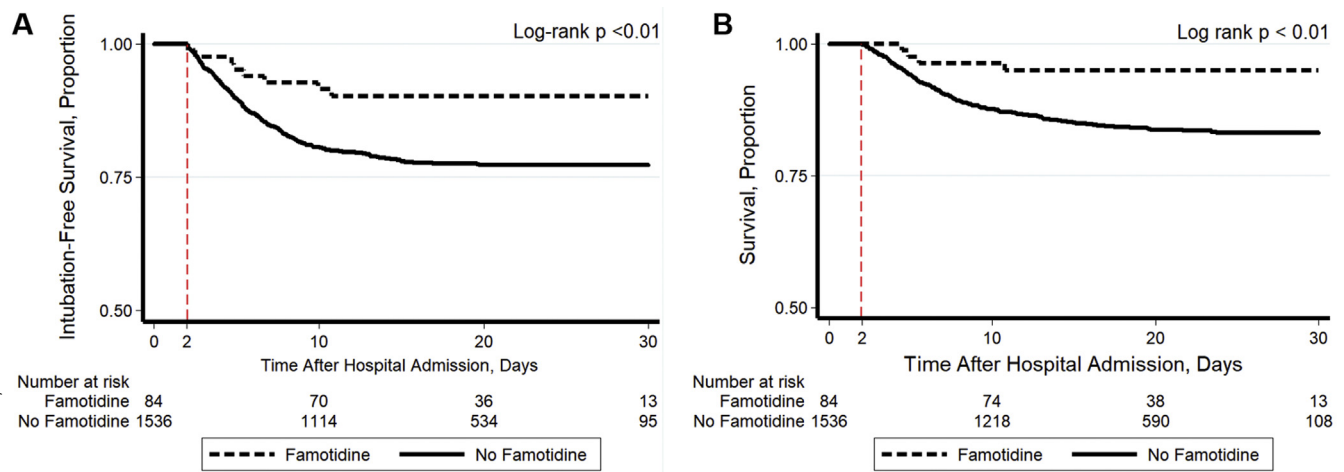 A
Log-rank p <0.01
Intubation-Free Survival, Proportion
1.00
0.75
0.50
0 2 10 20 30
Time After Hospital Admission, Days
Number at risk
Famotidine 84 70 36 13
No Famotidine 1536 1114 534 95
Famotidine No Famotidine
B
Log rank p < 0.01
Survival, Proportion
1.00
0.75
0.50
0 2 10 20 30
Time After Hospital Admission, Days
Number at risk
Famotidine 84 74 38 13
No Famotidine 1536 1218 590 108
Famotidine No Famotidine